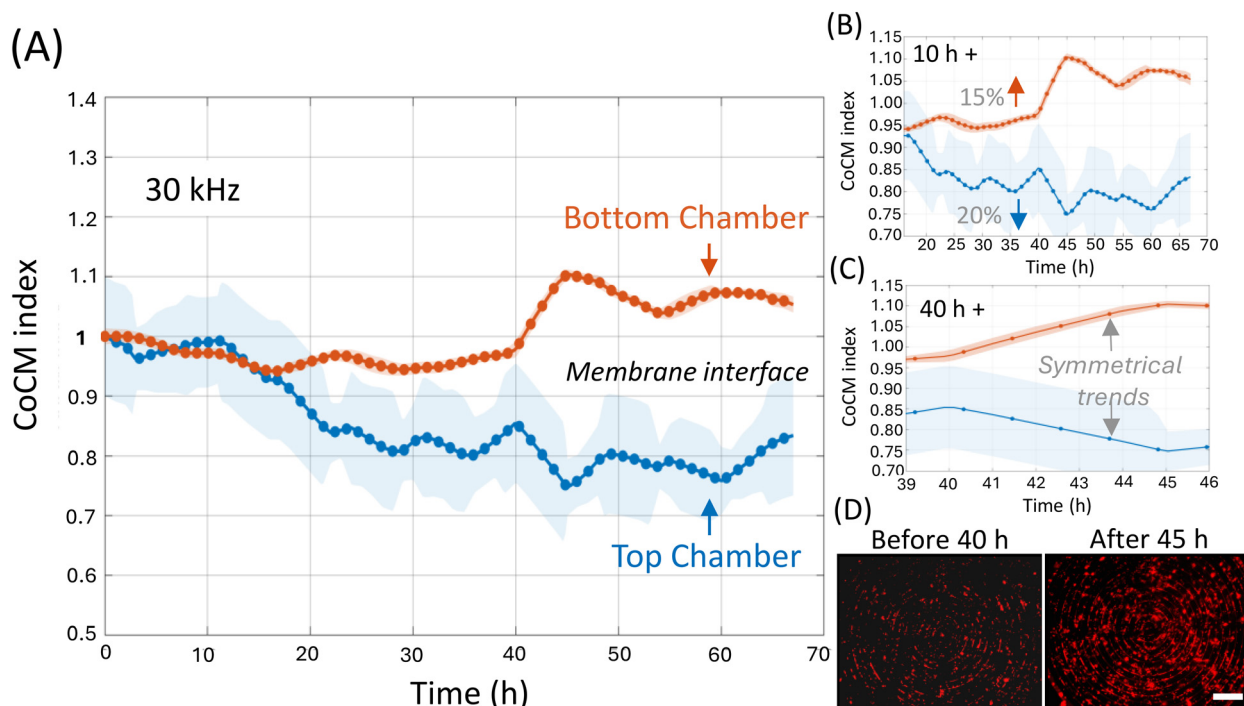 (A)
CoCM index
1.4
1.3
1.2
1.1
1
0.9
0.8
0.7
0.6
0.5
30 kHz
Bottom Chamber
Membrane interface
Top Chamber
0 10 20 30 40 50 60 70
Time (h)
(B)
CoCM index
1.15
1.10
1.05
1.00
0.95
0.90
0.85
0.80
0.75
0.70
10 h +
15%
20%
20 25 30 35 40 45 50 55 60 65 70
Time (h)
(C)
CoCM index
1.15
1.10
1.05
1.00
0.95
0.90
0.85
0.80
0.75
0.70
40 h +
Symmetrical
trends
39 40 41 42 43 44 45 46
Time (h)
(D)
Before 40 h
After 45 h